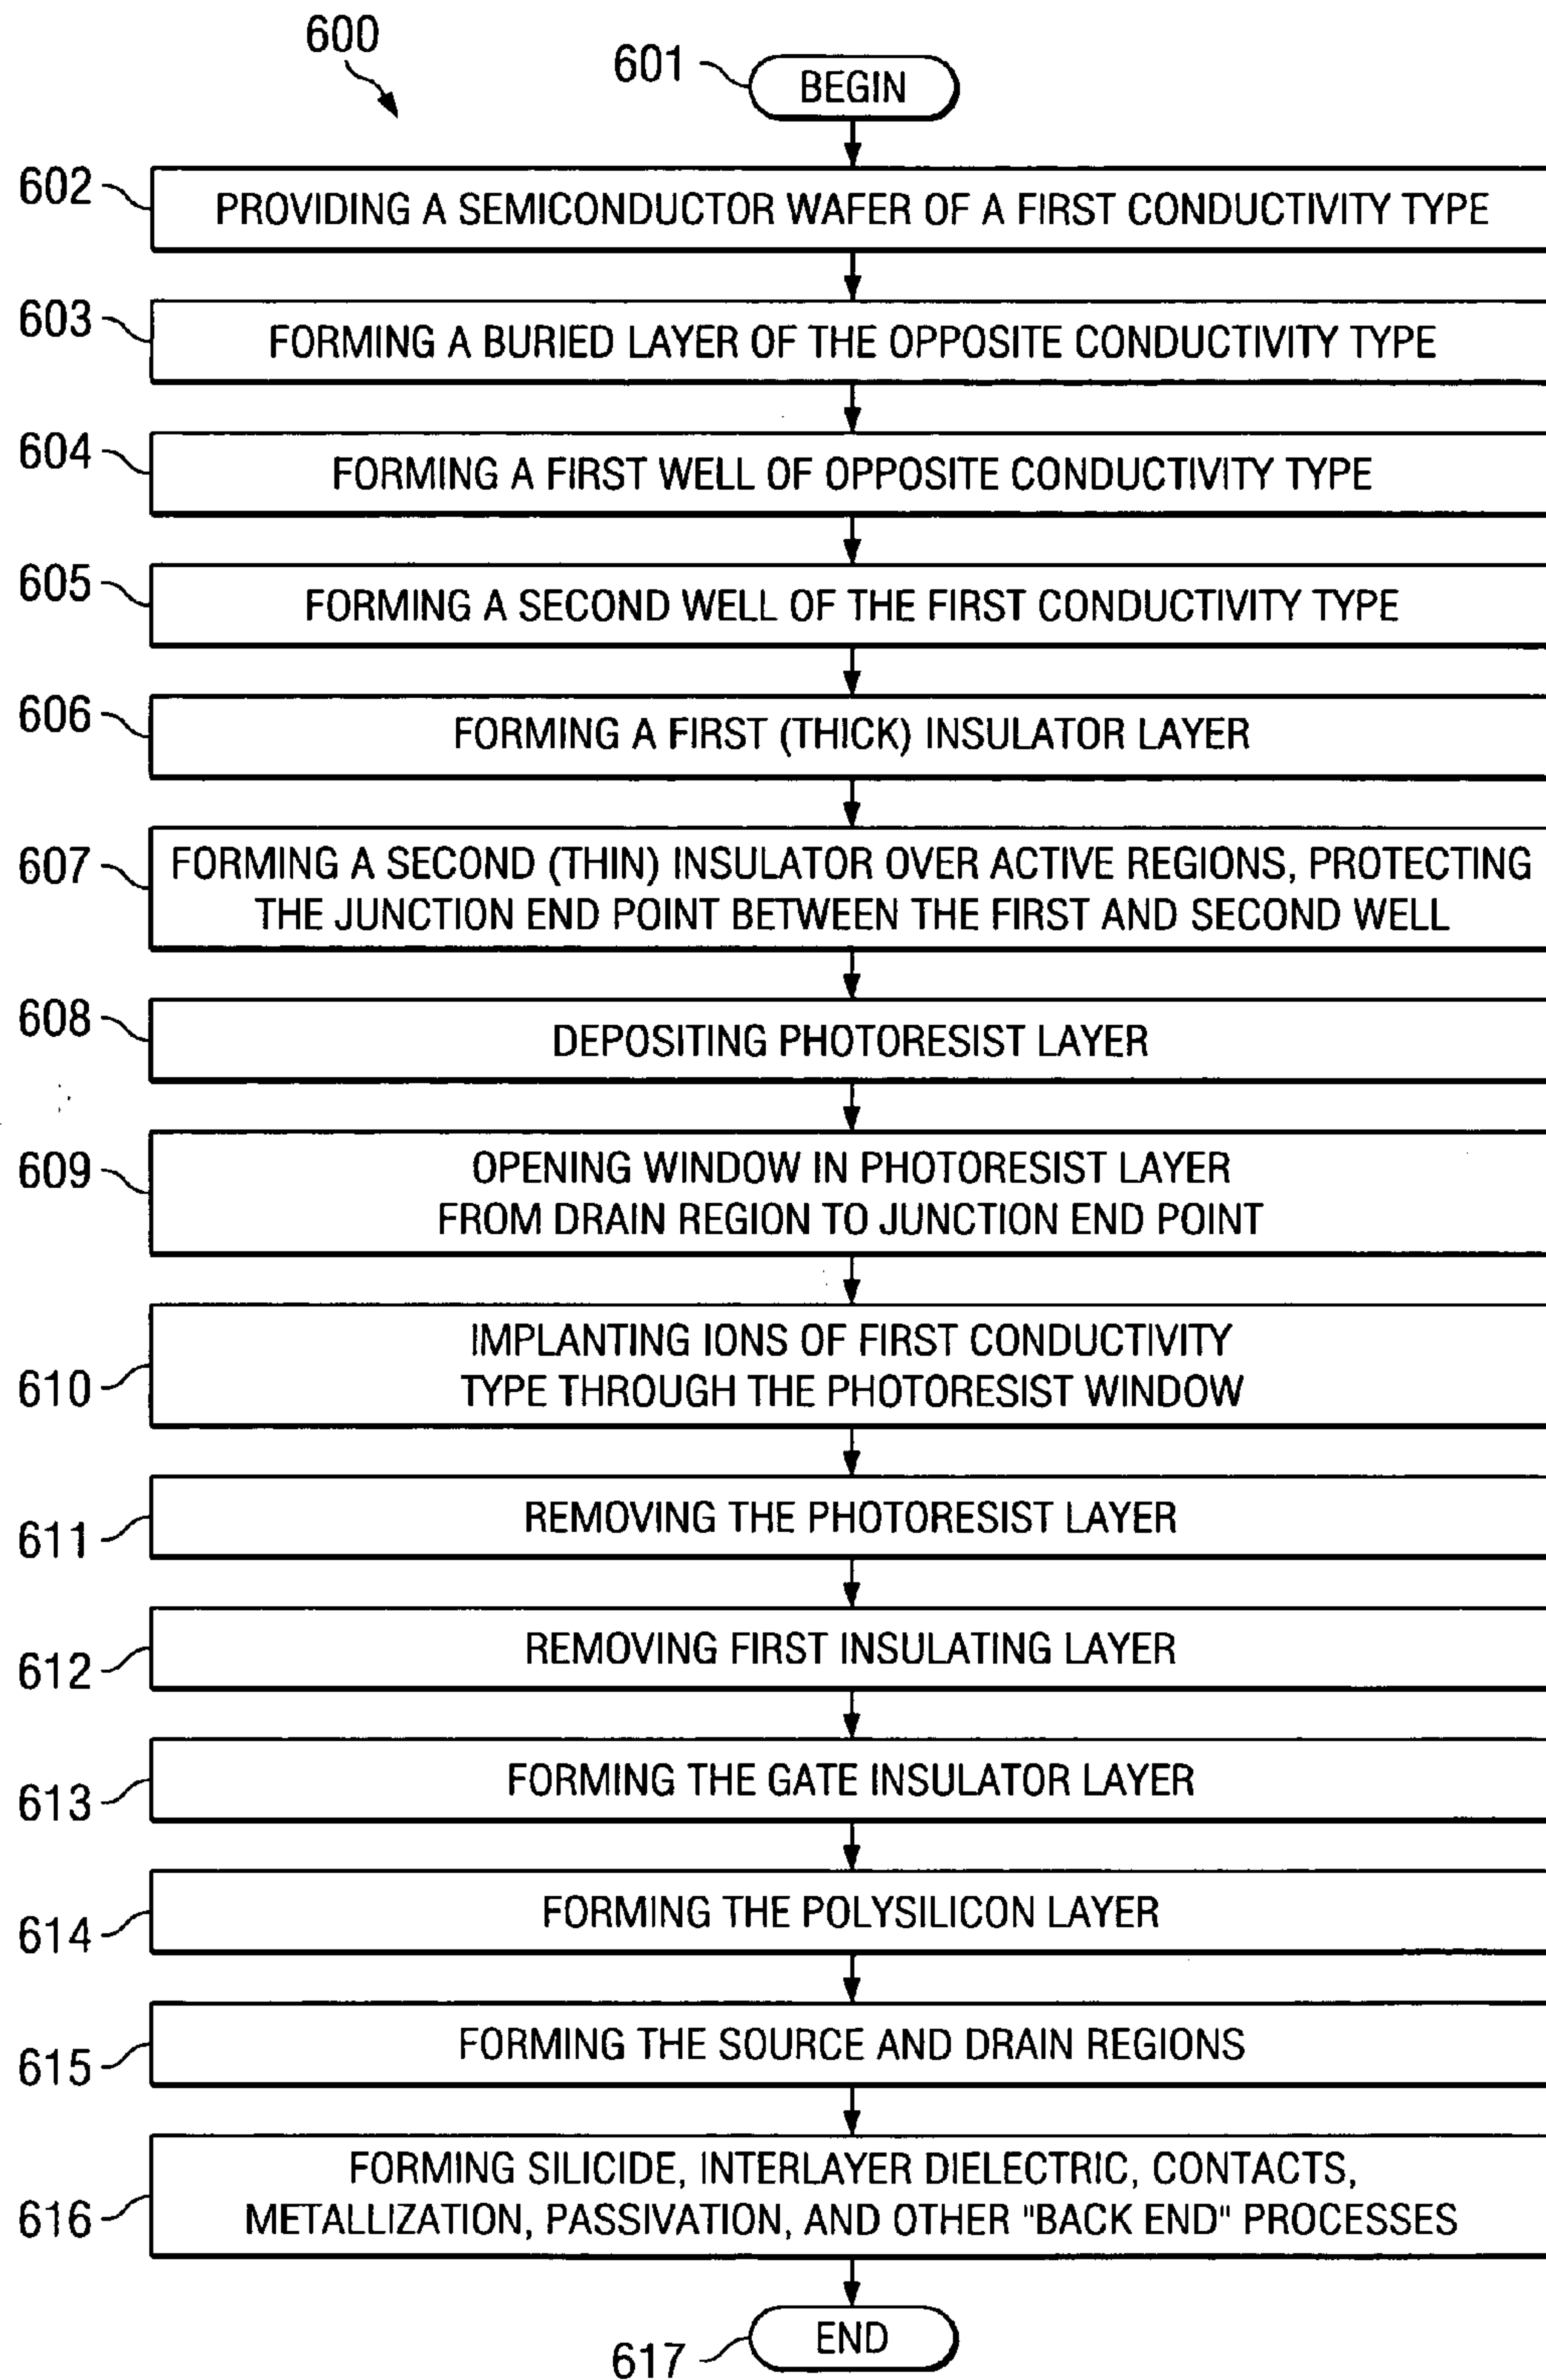 600
601
BEGIN
602
PROVIDING A SEMICONDUCTOR WAFER OF A FIRST CONDUCTIVITY TYPE
603
FORMING A BURIED LAYER OF THE OPPOSITE CONDUCTIVITY TYPE
604
FORMING A FIRST WELL OF OPPOSITE CONDUCTIVITY TYPE
605
FORMING A SECOND WELL OF THE FIRST CONDUCTIVITY TYPE
606
FORMING A FIRST (THICK) INSULATOR LAYER
607
FORMING A SECOND (THIN) INSULATOR OVER ACTIVE REGIONS, PROTECTING
THE JUNCTION END POINT BETWEEN THE FIRST AND SECOND WELL
608
DEPOSITING PHOTORESIST LAYER
609
OPENING WINDOW IN PHOTORESIST LAYER
FROM DRAIN REGION TO JUNCTION END POINT
610
IMPLANTING IONS OF FIRST CONDUCTIVITY
TYPE THROUGH THE PHOTORESIST WINDOW
611
REMOVING THE PHOTORESIST LAYER
612
REMOVING FIRST INSULATING LAYER
613
FORMING THE GATE INSULATOR LAYER
614
FORMING THE POLYSILICON LAYER
615
FORMING THE SOURCE AND DRAIN REGIONS
616
FORMING SILICIDE, INTERLAYER DIELECTRIC, CONTACTS,
METALLIZATION, PASSIVATION, AND OTHER "BACK END" PROCESSES
617
END